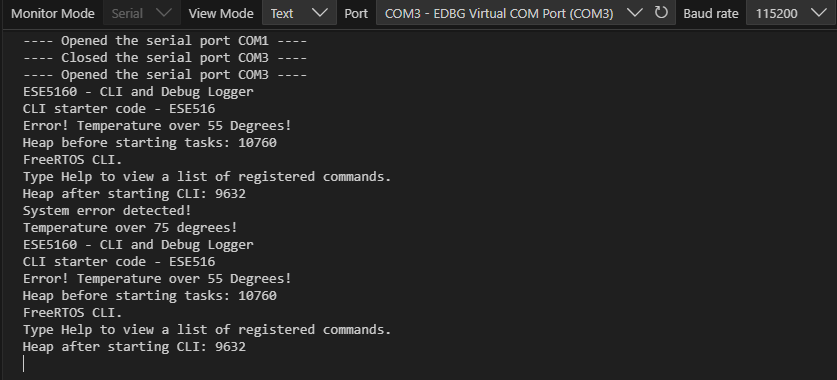 Monitor Mode Serial View Mode Text Port COM3 - EDBG Virtual COM Port (COM3) Baud rate 115200
---- Opened the serial port COM1 ----
---- Closed the serial port COM3 ----
---- Opened the serial port COM3 ----
ESE5160 - CLI and Debug Logger
CLI starter code - ESE516
Error! Temperature over 55 Degrees!
Heap before starting tasks: 10760
FreeRTOS CLI.
Type Help to view a list of registered commands.
Heap after starting CLI: 9632
System error detected!
Temperature over 75 degrees!
ESE5160 - CLI and Debug Logger
CLI starter code - ESE516
Error! Temperature over 55 Degrees!
Heap before starting tasks: 10760
FreeRTOS CLI.
Type Help to view a list of registered commands.
Heap after starting CLI: 9632